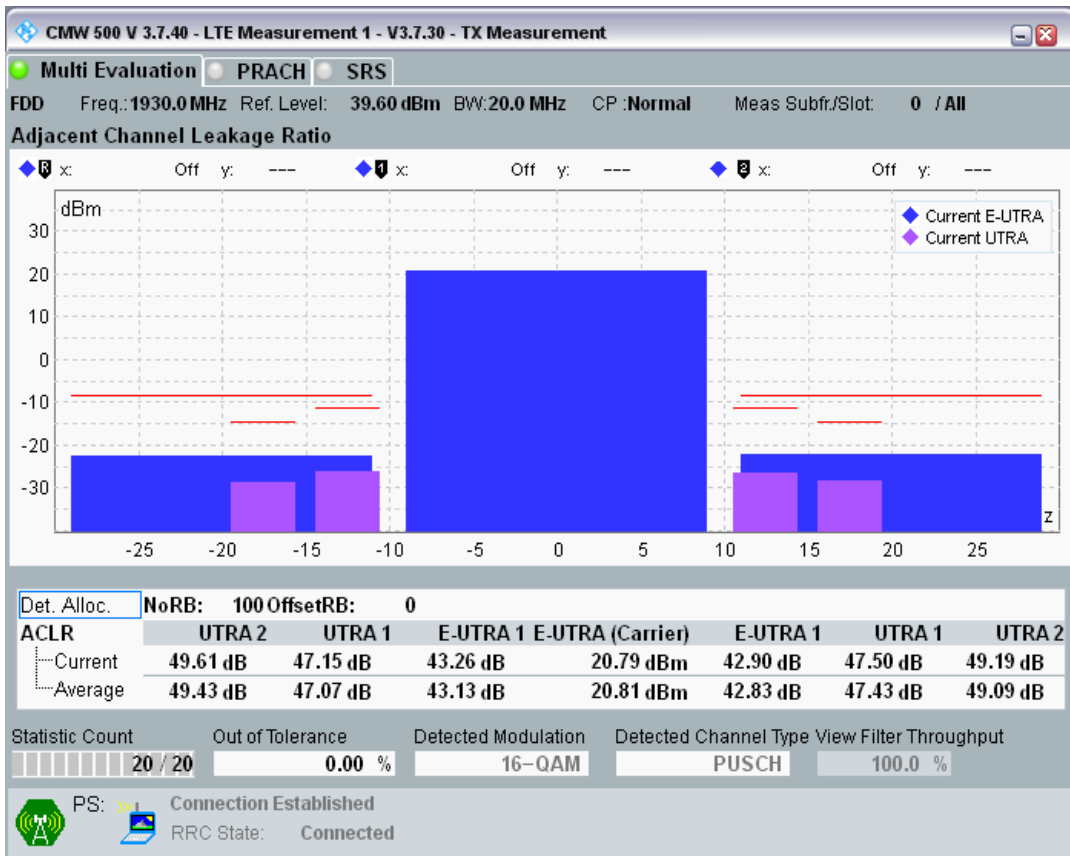 CMW 500 V 3.7.40 - LTE Measurement 1 - V3.7.30 - TX Measurement
Multi Evaluation PRACH SRS
FDD Freq.:1930.0 MHz Ref. Level: 39.60 dBm BW:20.0 MHz CP :Normal Meas Subfr./Slot: 0 / All
Adjacent Channel Leakage Ratio
R x: Off y: --- 1 x: Off y: --- 2 x: Off y: ---
dBm
Current E-UTRA
Current UTRA
30
20
10
0
-10
-20
-30
z
-25 -20 -15 -10 -5 0 5 10 15 20 25
Det. Alloc. NoRB: 100 OffsetRB: 0
ACLR UTRA 2 UTRA 1 E-UTRA 1 E-UTRA (Carrier) E-UTRA 1 UTRA 1 UTRA 2
Current 49.61 dB 47.15 dB 43.26 dB 20.79 dBm 42.90 dB 47.50 dB 49.19 dB
Average 49.43 dB 47.07 dB 43.13 dB 20.81 dBm 42.83 dB 47.43 dB 49.09 dB
Statistic Count Out of Tolerance Detected Modulation Detected Channel Type View Filter Throughput
20 / 20 0.00 % 16-QAM PUSCH 100.0 %
PS: Connection Established
RRC State: Connected